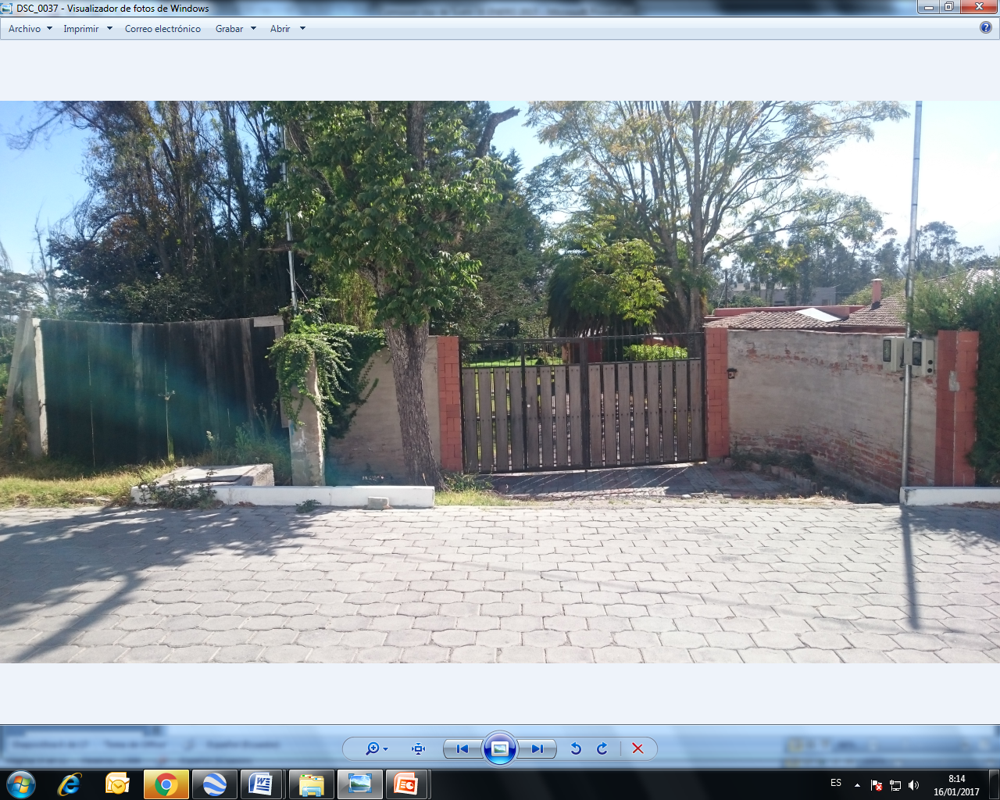 DSC_0037 - Visualizador de fotos de Windows
Archivo Imprimir Correo electrónico Grabar Abrir
ES
8:14
16/01/2017